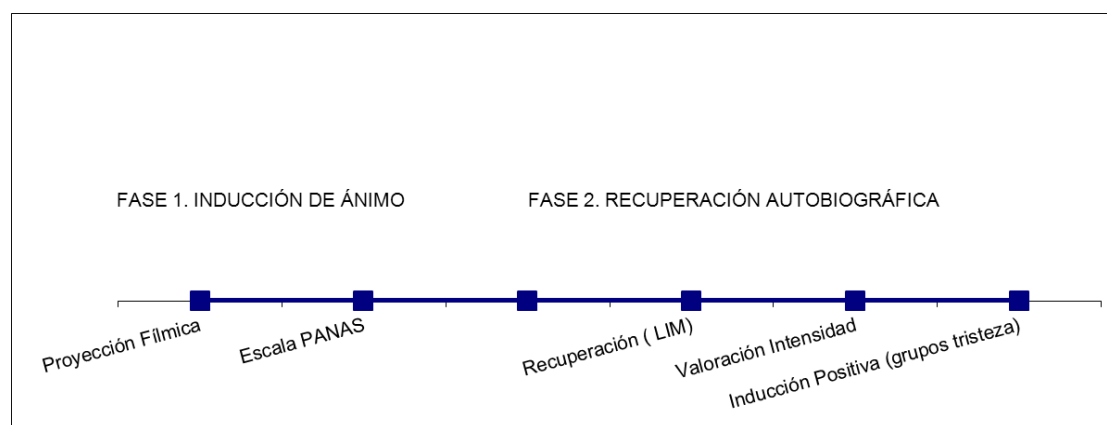 FASE 1. INDUCCIÓN DE ÁNIMO
FASE 2. RECUPERACIÓN AUTOBIOGRÁFICA
Proyección Fílmica
Escala PANAS
Recuperación ( LIM)
Valoración Intensidad
Inducción Positiva (grupos tristeza)